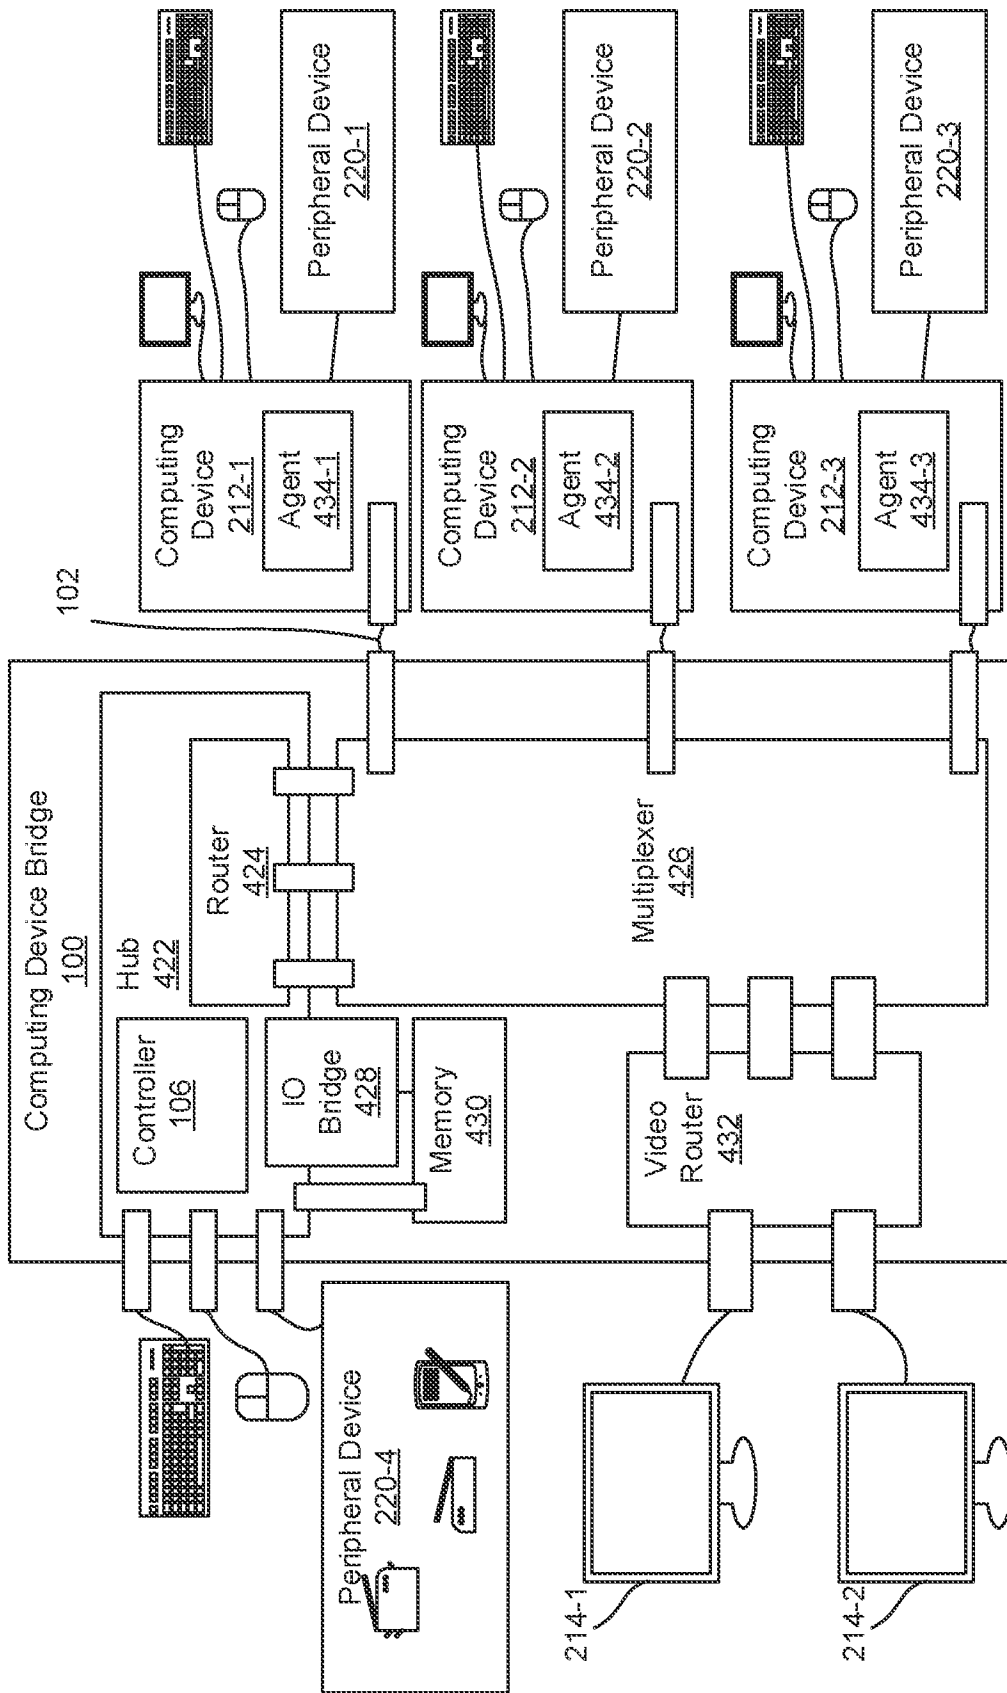 Computing Device Bridge
100
Hub
422
Controller
106
Router
424
IO
Bridge
428
Memory
430
Multiplexer
426
Video
Router
432
102
Computing
Device
212-1
Agent
434-1
Peripheral Device
220-1
Computing
Device
212-2
Agent
434-2
Peripheral Device
220-2
Computing
Device
212-3
Agent
434-3
Peripheral Device
220-3
Peripheral Device
220-4
214-1
214-2